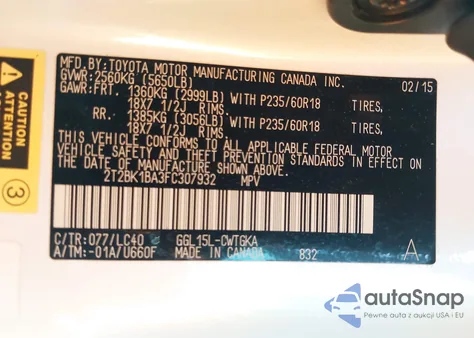 MFD.BY:TOYOTA MOTOR MANUFACTURING CANADA INC.
GVWR:2560KG (5650LB) 02/15
GAWR:FRT. 1360KG (2999LB) WITH P235/60R18 TIRES,
18X7 1/2J RIMS
RR. 1385KG (3056LB) WITH P235/60R18 TIRES,
18X7 1/2J RIMS
THIS VEHICLE CONFORMS TO ALL APPLICABLE FEDERAL MOTOR
VEHICLE SAFETY AND THEFT PREVENTION STANDARDS IN EFFECT ON
THE DATE OF MANUFACTURE SHOWN ABOVE.
2T2BK1BA3FC307932 MPV
C/TR:077/LC40 GGL15L-CWTGKA
A/TM:-01A/U660F MADE IN CANADA 832 A
3
autoSnap
Pewne auta z aukcji USA i EU